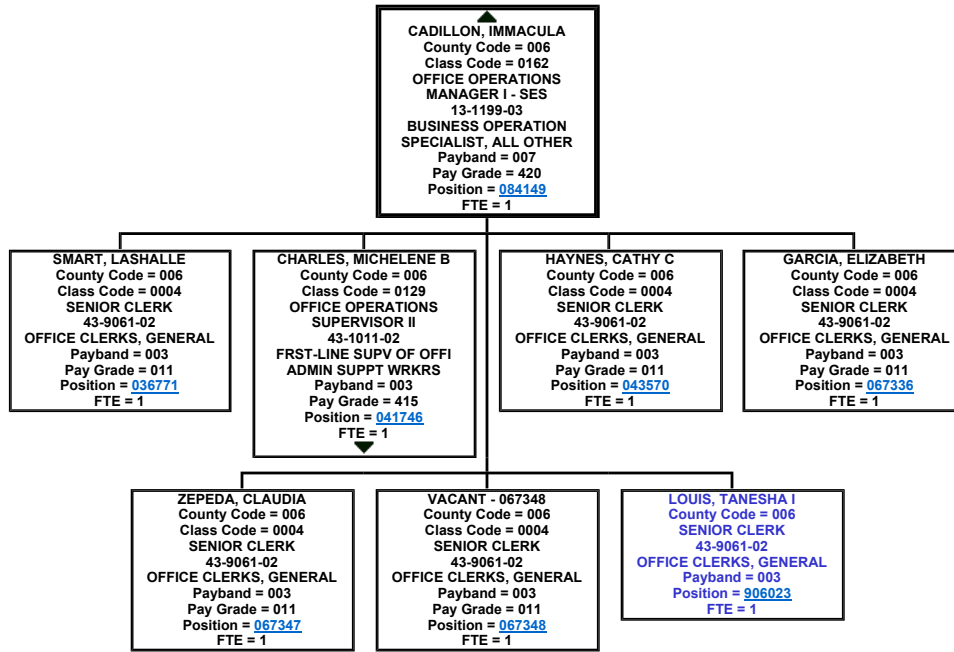 CADILLON, IMMACULA
County Code = 006
Class Code = 0162
OFFICE OPERATIONS
MANAGER I - SES
13-1199-03
BUSINESS OPERATION
SPECIALIST, ALL OTHER
Payband = 007
Pay Grade = 420
Position = 084149
FTE = 1
SMART, LASHALLE
County Code = 006
Class Code = 0004
SENIOR CLERK
43-9061-02
OFFICE CLERKS, GENERAL
Payband = 003
Pay Grade = 011
Position = 036771
FTE = 1
CHARLES, MICHELENE B
County Code = 006
Class Code = 0129
OFFICE OPERATIONS
SUPERVISOR II
43-1011-02
FRST-LINE SUPV OF OFFI
ADMIN SUPPT WRKRS
Payband = 003
Pay Grade = 415
Position = 041746
FTE = 1
HAYNES, CATHY C
County Code = 006
Class Code = 0004
SENIOR CLERK
43-9061-02
OFFICE CLERKS, GENERAL
Payband = 003
Pay Grade = 011
Position = 043570
FTE = 1
GARCIA, ELIZABETH
County Code = 006
Class Code = 0004
SENIOR CLERK
43-9061-02
OFFICE CLERKS, GENERAL
Payband = 003
Pay Grade = 011
Position = 067336
FTE = 1
ZEPEDA, CLAUDIA
County Code = 006
Class Code = 0004
SENIOR CLERK
43-9061-02
OFFICE CLERKS, GENERAL
Payband = 003
Pay Grade = 011
Position = 067347
FTE = 1
VACANT - 067348
County Code = 006
Class Code = 0004
SENIOR CLERK
43-9061-02
OFFICE CLERKS, GENERAL
Payband = 003
Pay Grade = 011
Position = 067348
FTE = 1
LOUIS, TANESHA I
County Code = 006
SENIOR CLERK
43-9061-02
OFFICE CLERKS, GENERAL
Payband = 003
Position = 906023
FTE = 1